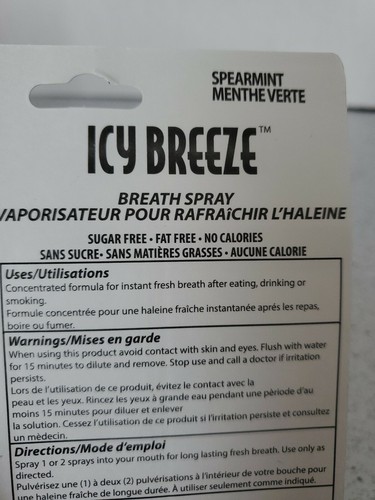 SPEARMINT
MENTHE VERTE
ICY BREEZE™
BREATH SPRAY
VAPORISATEUR POUR RAFRAîCHIR L'HALEINE
SUGAR FREE • FAT FREE • NO CALORIES
SANS SUCRE• SANS MATIÈRES GRASSES • AUCUNE CALORIE
Uses/Utilisations
Concentrated formula for instant fresh breath after eating, drinking or
smoking.
Formule concentrée pour une haleine fraîche instantanée après les repas,
boire ou fumer.
Warnings/Mises en garde
When using this product avoid contact with skin and eyes. Flush with water
for 15 minutes to dilute and remove. Stop use and call a doctor if irritation
persists.
Lors de l'utilisation de ce produit, évitez le contact avec la
peau et les yeux. Rincez les yeux à grande eau pendant une pèriode d'au
moins 15 minutes pour diluer et enlever
la solution. Cessez l'utilisation de ce produit si l'irritation persiste et consultez
un médecin.
Directions/Mode d'emploi
Spray 1 or 2 sprays into your mouth for long lasting fresh breath. Use only as
directed.
Pulvérisez une (1) à deux (2) pulvérisations à l'intérieur de votre bouche pour
une haleine fraîche de longue durée. À utiliser seulement comme indiqué.